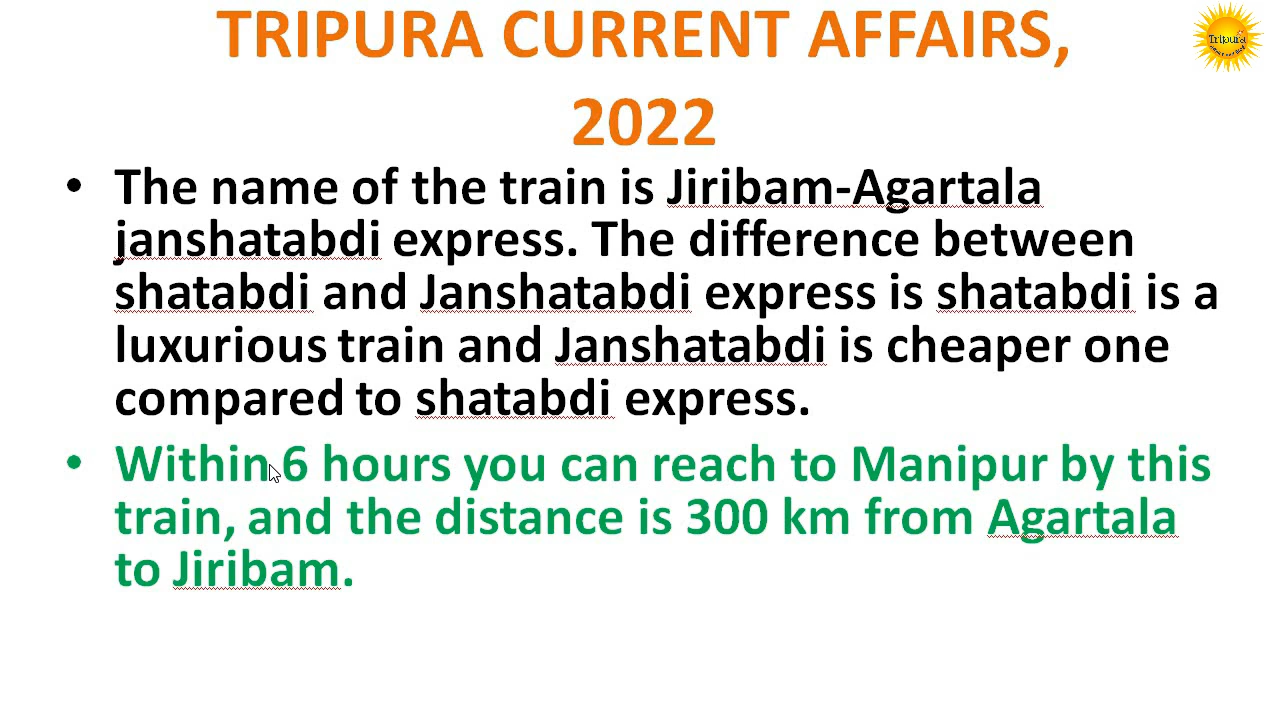 TRIPURA CURRENT AFFAIRS,
2022
Tripura
• The name of the train is Jiribam-Agartala
janshatabdi express. The difference between
shatabdi and Janshatabdi express is shatabdi is a
luxurious train and Janshatabdi is cheaper one
compared to shatabdi express.
• Within 6 hours you can reach to Manipur by this
train, and the distance is 300 km from Agartala
to Jiribam.